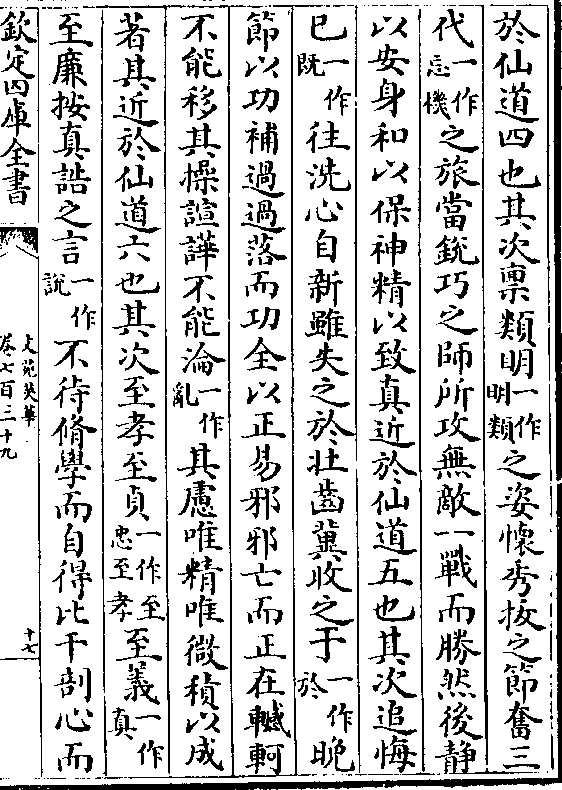 於仙道四也其次禀類明一作明類之姿懷秀拔之節奮三
代一作忘機之旅當銳巧之師所攻無敵一戰而勝然後靜
以安身和以保神精以致真近於仙道五也其次追悔
已一作既往洗心自新雖失之於壯齒兾收之于一作於晚
節以功補過過落而功全以正易邪邪亡而正在轗軻
不能移其操諠譁不能淪一作亂其慮唯精唯微積以成
著其近於仙道六也其次至孝至貞一作至忠至孝至義一作真
至廉按真誥之言一作說不待脩學而自得比干剖心而
欽定四庫全書
文苑英華
卷七百三十九
十七